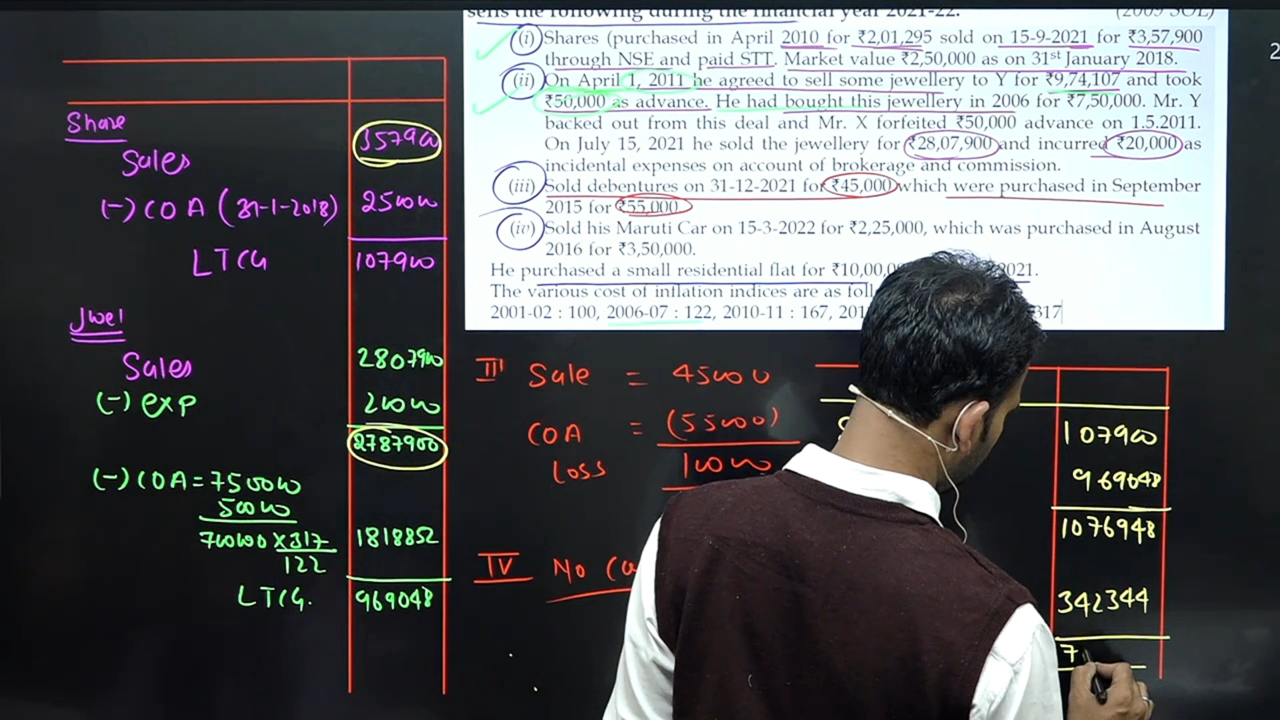 sells the following during the financial year 2021-22. (2009 SOL)
(i) Shares (purchased in April 2010 for ₹2,01,295 sold on 15-9-2021 for ₹3,57,900
through NSE and paid STT. Market value ₹2,50,000 as on 31st January 2018.
(ii) On April 1, 2011 he agreed to sell some jewellery to Y for ₹9,74,107 and took
₹50,000 as advance. He had bought this jewellery in 2006 for ₹7,50,000. Mr. Y
backed out from this deal and Mr. X forfeited ₹50,000 advance on 1.5.2011.
On July 15, 2021 he sold the jewellery for ₹28,07,900 and incurred ₹20,000 as
incidental expenses on account of brokerage and commission.
(iii) Sold debentures on 31-12-2021 for ₹45,000 which were purchased in September
2015 for ₹55,000
(iv) Sold his Maruti Car on 15-3-2022 for ₹2,25,000, which was purchased in August
2016 for ₹3,50,000.
He purchased a small residential flat for ₹10,00,0 2021.
The various cost of inflation indices are as
2001-02 : 100, 2006-07 : 122, 2010-11 : 167, 317
2
Share
Sales 357900
(-) COA (31-1-2018) 250000
LTCG 107900
Jwel
Sales 2807900
(-) exp 20000
2787900
(-) COA = 750000
50000
700000 × 317 1818852
122
LTCG. 969048
III Sale = 45000
COA = (55000)
Loss 10000
IV No
107900
969048
1076948
342344
7